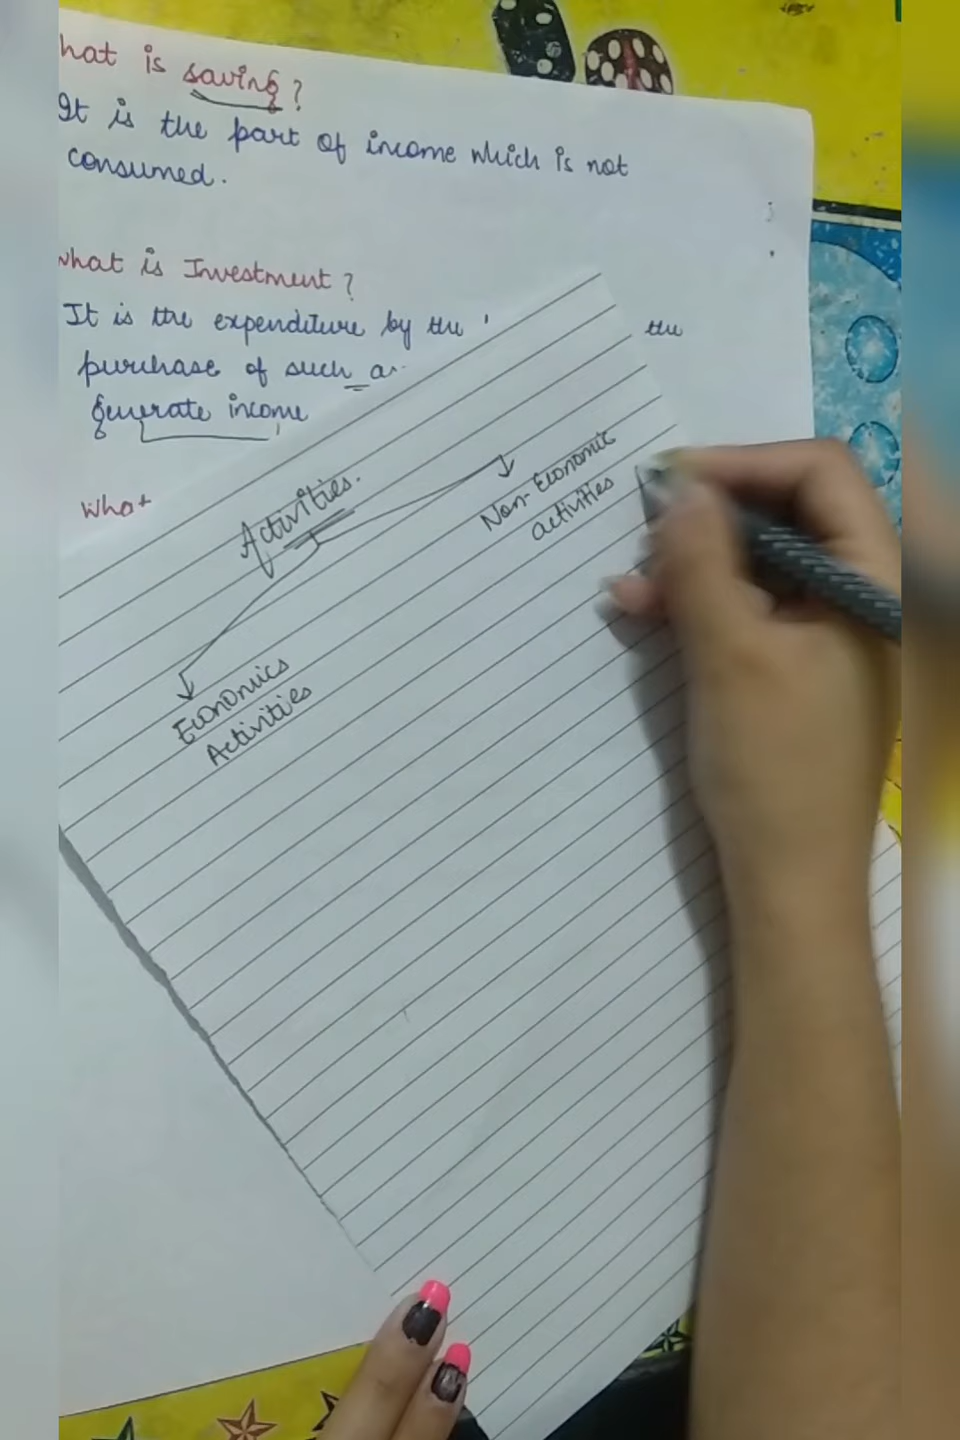 hat is saving?
It is the part of income which is not
consumed.
what is Investment?
It is the expenditure by the the
purchase of such
generate income
What
Activities.
Non-Economic
activities
Economics
Activities